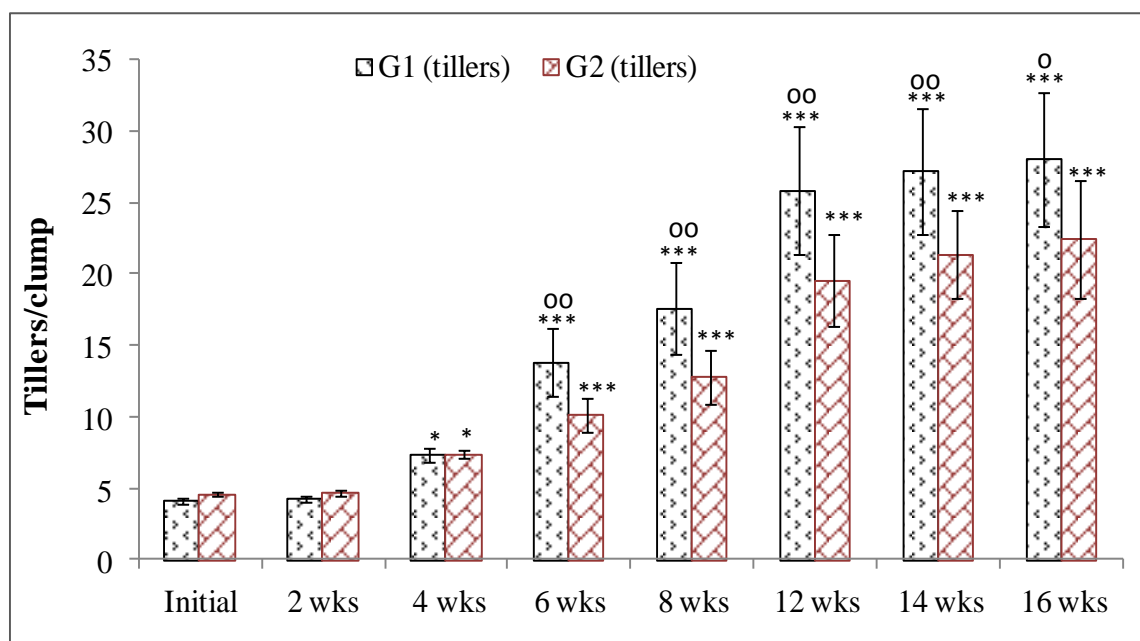 Tillers/clump
35
30
25
20
15
10
5
0
G1 (tillers) G2 (tillers)
* *
oo
***
***
oo
***
***
oo
***
***
oo
***
***
o
***
***
Initial 2 wks 4 wks 6 wks 8 wks 12 wks 14 wks 16 wks